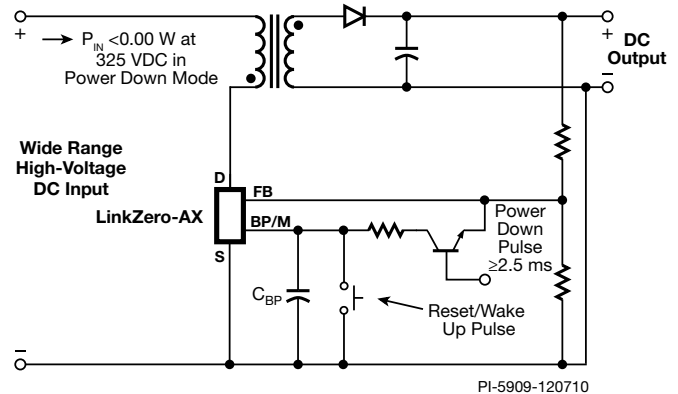 +
→ P_IN <0.00 W at
325 VDC in
Power Down Mode
+
DC
Output
–
Wide Range
High-Voltage
DC Input
LinkZero-AX
D
FB
BP/M
S
Power
Down
Pulse
≥2.5 ms
C_BP
Reset/Wake
Up Pulse
–
PI-5909-120710